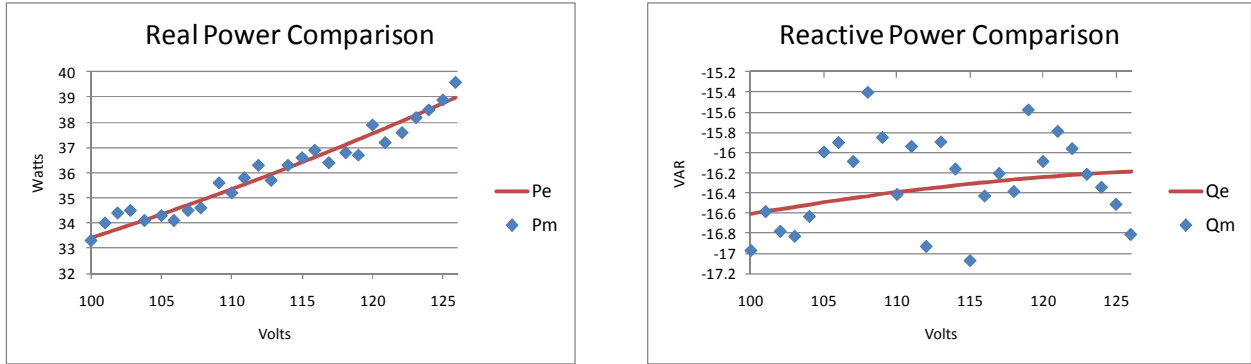 Real Power Comparison
40
39
38
37
36
35
34
33
32
Watts
100 105 110 115 120 125
Volts
Pe
Pm
Reactive Power Comparison
-15.2
-15.4
-15.6
-15.8
-16
-16.2
-16.4
-16.6
-16.8
-17
-17.2
VAR
100 105 110 115 120 125
Volts
Qe
Qm